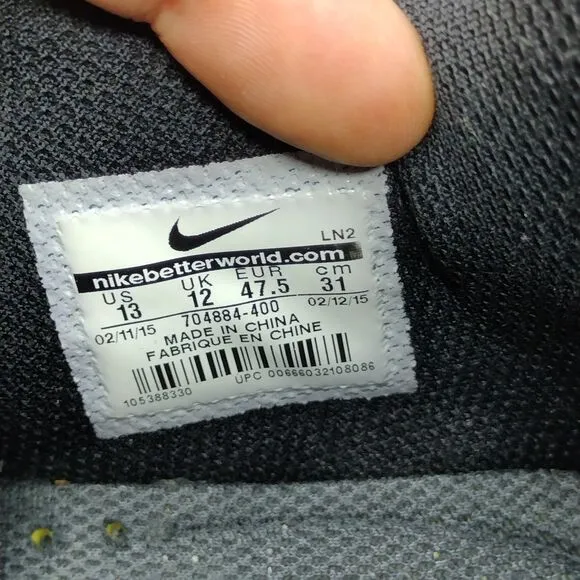 LN2
nikebetterworld.com
US UK EUR cm
13 12 47.5 31
02/11/15 704884-400 02/12/15
MADE IN CHINA
FABRIQUE EN CHINE
105388330 UPC 00666032108086